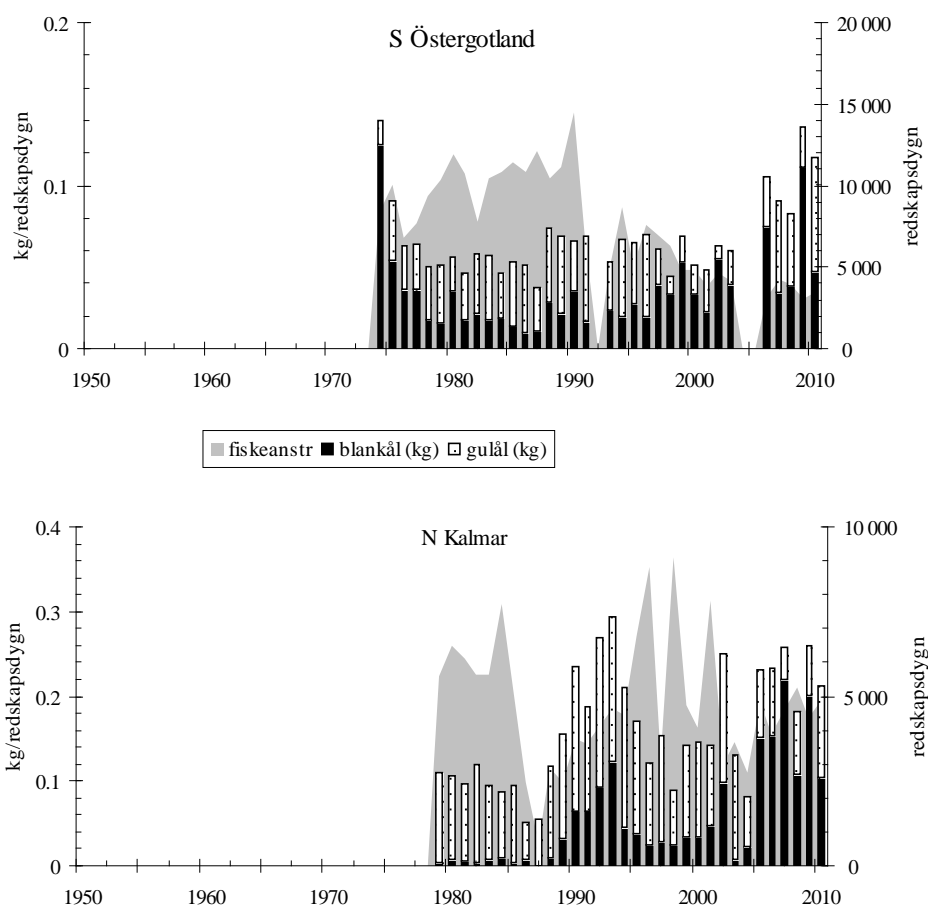 S Östergotland
0.2
0.1
0
kg/redskapsdygn
20 000
15 000
10 000
5 000
0
redskapsdygn
1950 1960 1970 1980 1990 2000 2010
fiskeanstr blankål (kg) gulål (kg)
N Kalmar
0.4
0.3
0.2
0.1
0
kg/redskapsdygn
10 000
5 000
0
redskapsdygn
1950 1960 1970 1980 1990 2000 2010